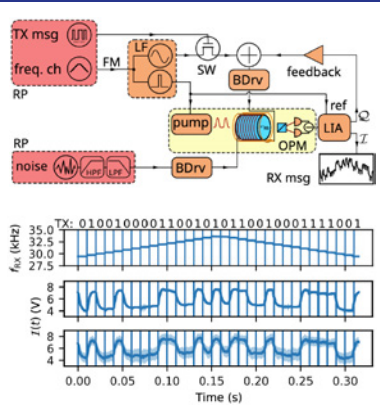 TX msg
LF
freq. ch
FM
SW
BDrv
feedback
RP
ref
Q
pump
LIA
I
OPM
RP
noise
HPF
LPF
BDrv
RX msg
TX:
f_RX (kHz)
35.0
32.5
30.0
27.5
I(t) (V)
8
6
4
8
6
4
0.00 0.05 0.10 0.15 0.20 0.25 0.30
Time (s)